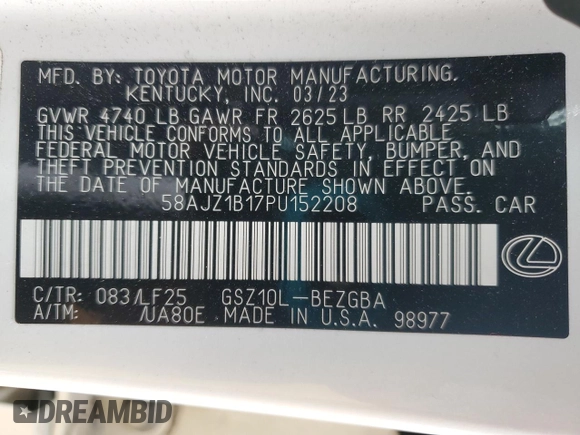 MFD. BY: TOYOTA MOTOR MANUFACTURING.
KENTUCKY, INC. 03/23
GVWR 4740 LB GAWR FR 2625 LB RR 2425 LB
THIS VEHICLE CONFORMS TO ALL APPLICABLE
FEDERAL MOTOR VEHICLE SAFETY, BUMPER, AND
THEFT PREVENTION STANDARDS IN EFFECT ON
THE DATE OF MANUFACTURE SHOWN ABOVE.
58AJZ1B17PU152208 PASS. CAR
C/TR: 083/LF25 GSZ10L-BEZGBA
A/TM: /UA80E MADE IN U.S.A. 98977
DREAMBID